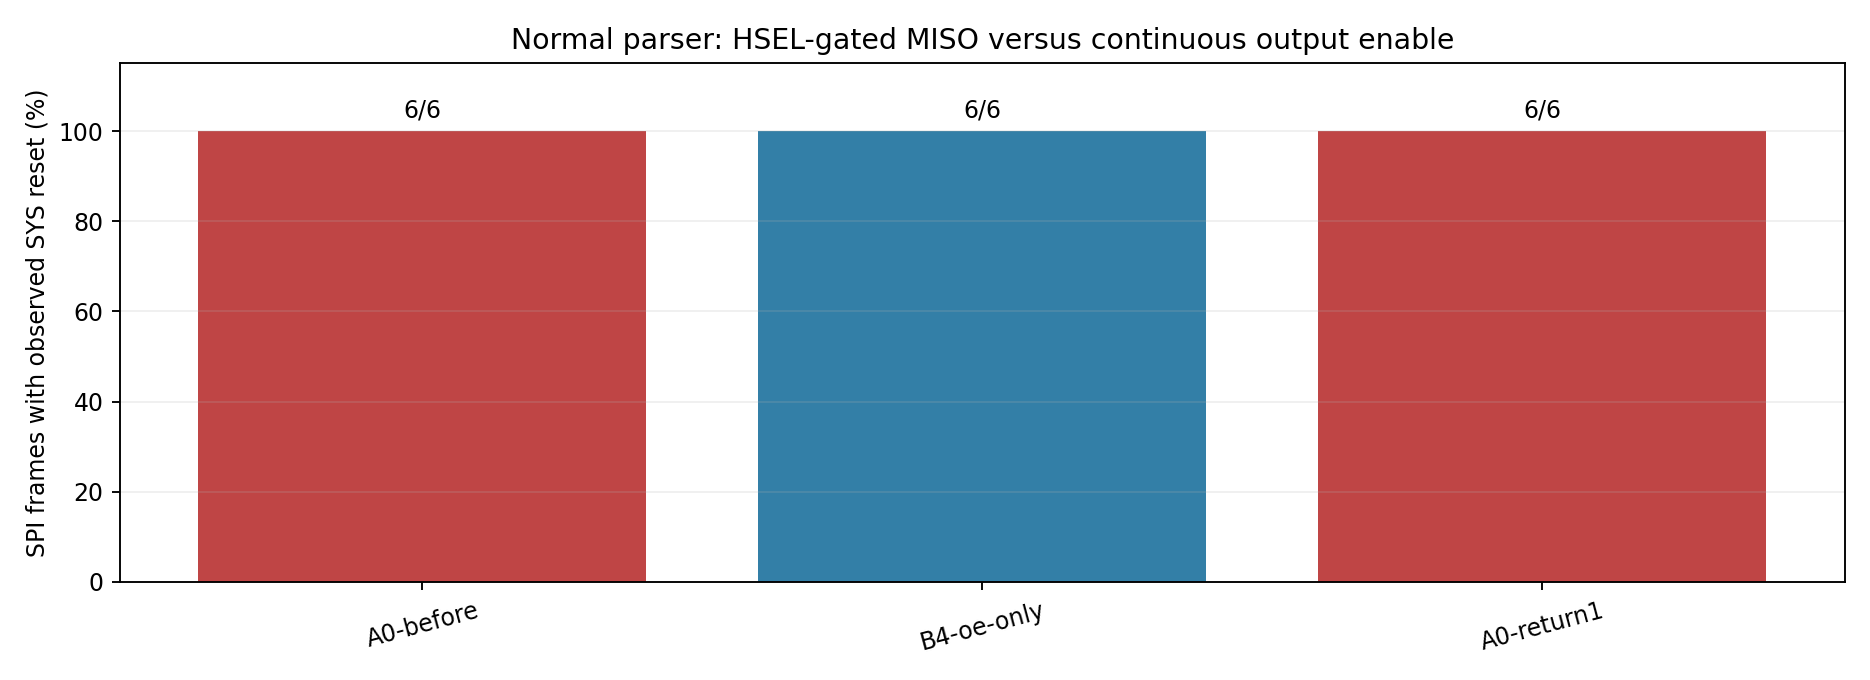 Normal parser: HSEL-gated MISO versus continuous output enable
SPI frames with observed SYS reset (%)
100
80
60
40
20
0
6/6
6/6
6/6
A0-before
B4-oe-only
A0-return1